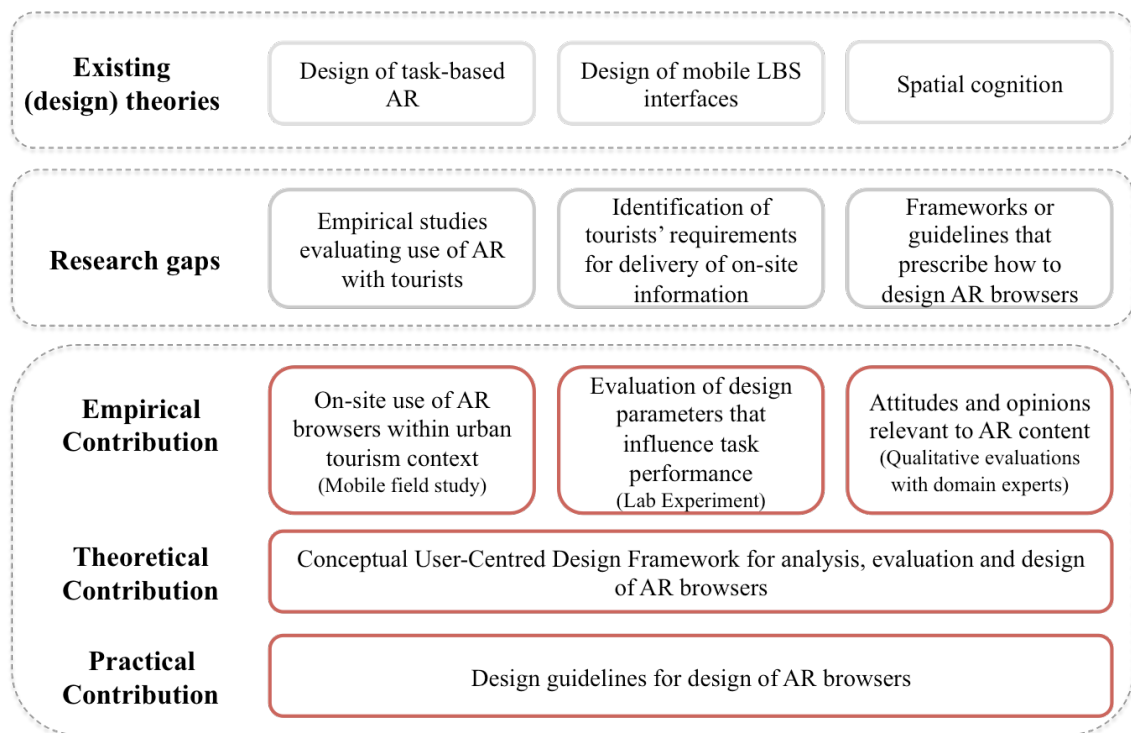 Existing
(design) theories
Design of task-based
AR
Design of mobile LBS
interfaces
Spatial cognition
Research gaps
Empirical studies
evaluating use of AR
with tourists
Identification of
tourists’ requirements
for delivery of on-site
information
Frameworks or
guidelines that
prescribe how to
design AR browsers
Empirical
Contribution
On-site use of AR
browsers within urban
tourism context
(Mobile field study)
Evaluation of design
parameters that
influence task
performance
(Lab Experiment)
Attitudes and opinions
relevant to AR content
(Qualitative evaluations
with domain experts)
Theoretical
Contribution
Conceptual User-Centred Design Framework for analysis, evaluation and design
of AR browsers
Practical
Contribution
Design guidelines for design of AR browsers